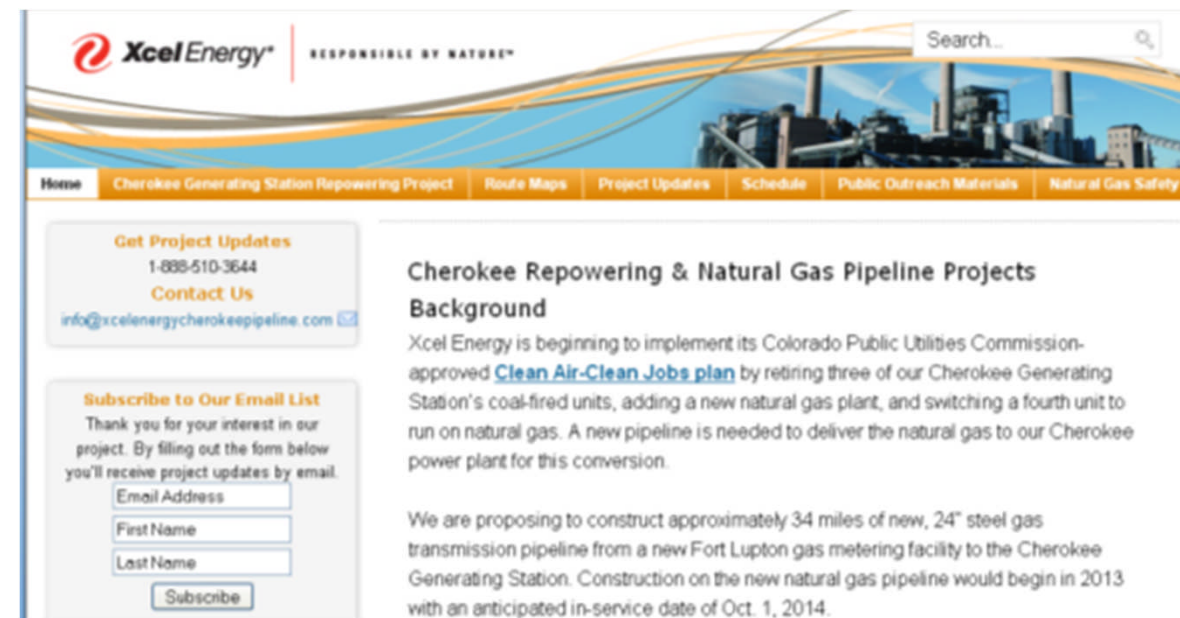 Xcel Energy®
RESPONSIBLE BY NATURE™
Search...
Home Cherokee Generating Station Repowering Project Route Maps Project Updates Schedule Public Outreach Materials Natural Gas Safety
Get Project Updates
1-888-510-3644
Contact Us
info@xcelenergycherokeepipeline.com
Subscribe to Our Email List
Thank you for your interest in our
project. By filling out the form below
you'll receive project updates by email.
Email Address
First Name
Last Name
Subscribe
Cherokee Repowering & Natural Gas Pipeline Projects
Background
Xcel Energy is beginning to implement its Colorado Public Utilities Commission-
approved Clean Air-Clean Jobs plan by retiring three of our Cherokee Generating
Station's coal-fired units, adding a new natural gas plant, and switching a fourth unit to
run on natural gas. A new pipeline is needed to deliver the natural gas to our Cherokee
power plant for this conversion.
We are proposing to construct approximately 34 miles of new, 24" steel gas
transmission pipeline from a new Fort Lupton gas metering facility to the Cherokee
Generating Station. Construction on the new natural gas pipeline would begin in 2013
with an anticipated in-service date of Oct. 1, 2014.